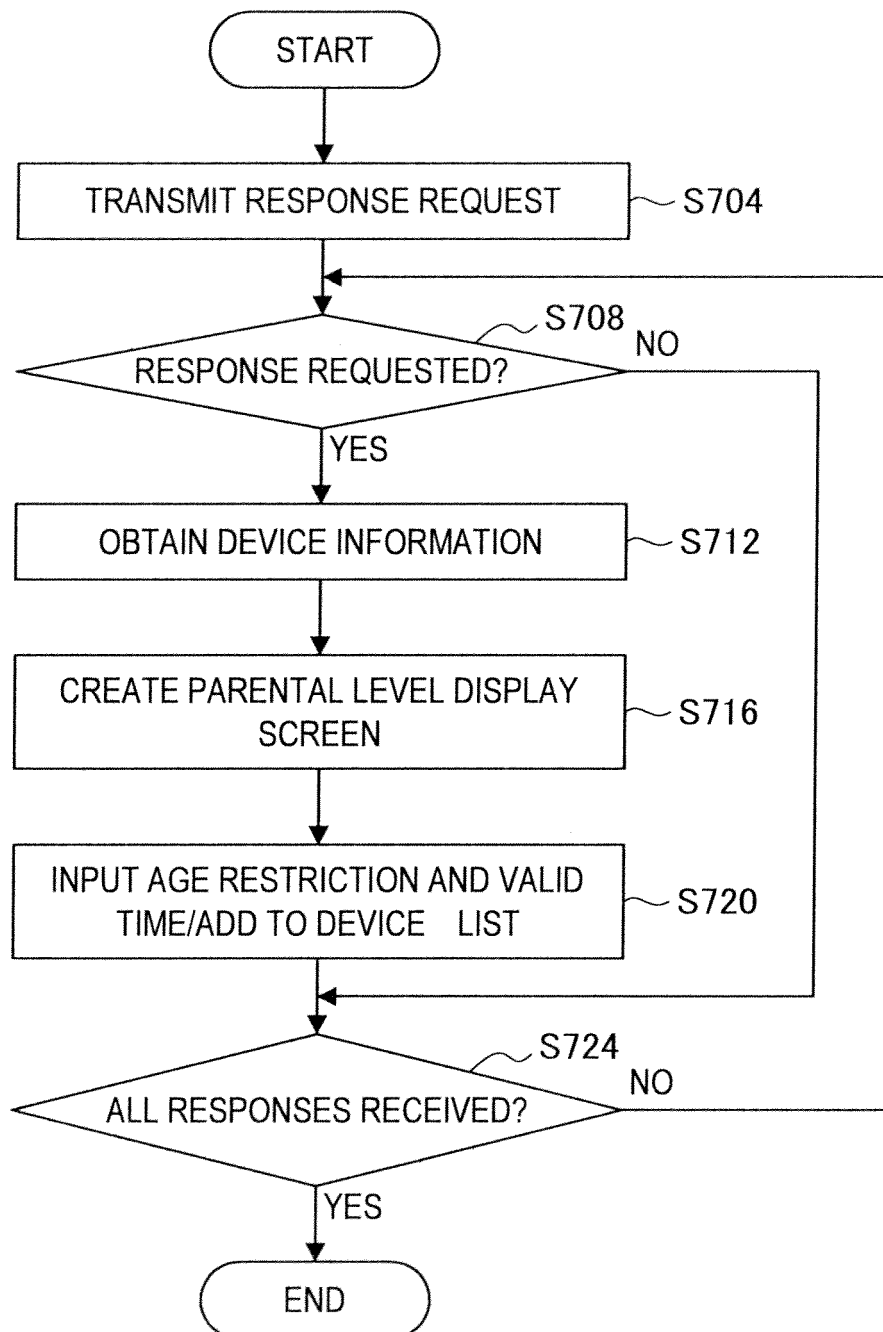 START
TRANSMIT RESPONSE REQUEST
S704
S708
NO
RESPONSE REQUESTED?
YES
OBTAIN DEVICE INFORMATION
S712
CREATE PARENTAL LEVEL DISPLAY
SCREEN
S716
INPUT AGE RESTRICTION AND VALID
TIME/ADD TO DEVICE LIST
S720
S724
NO
ALL RESPONSES RECEIVED?
YES
END